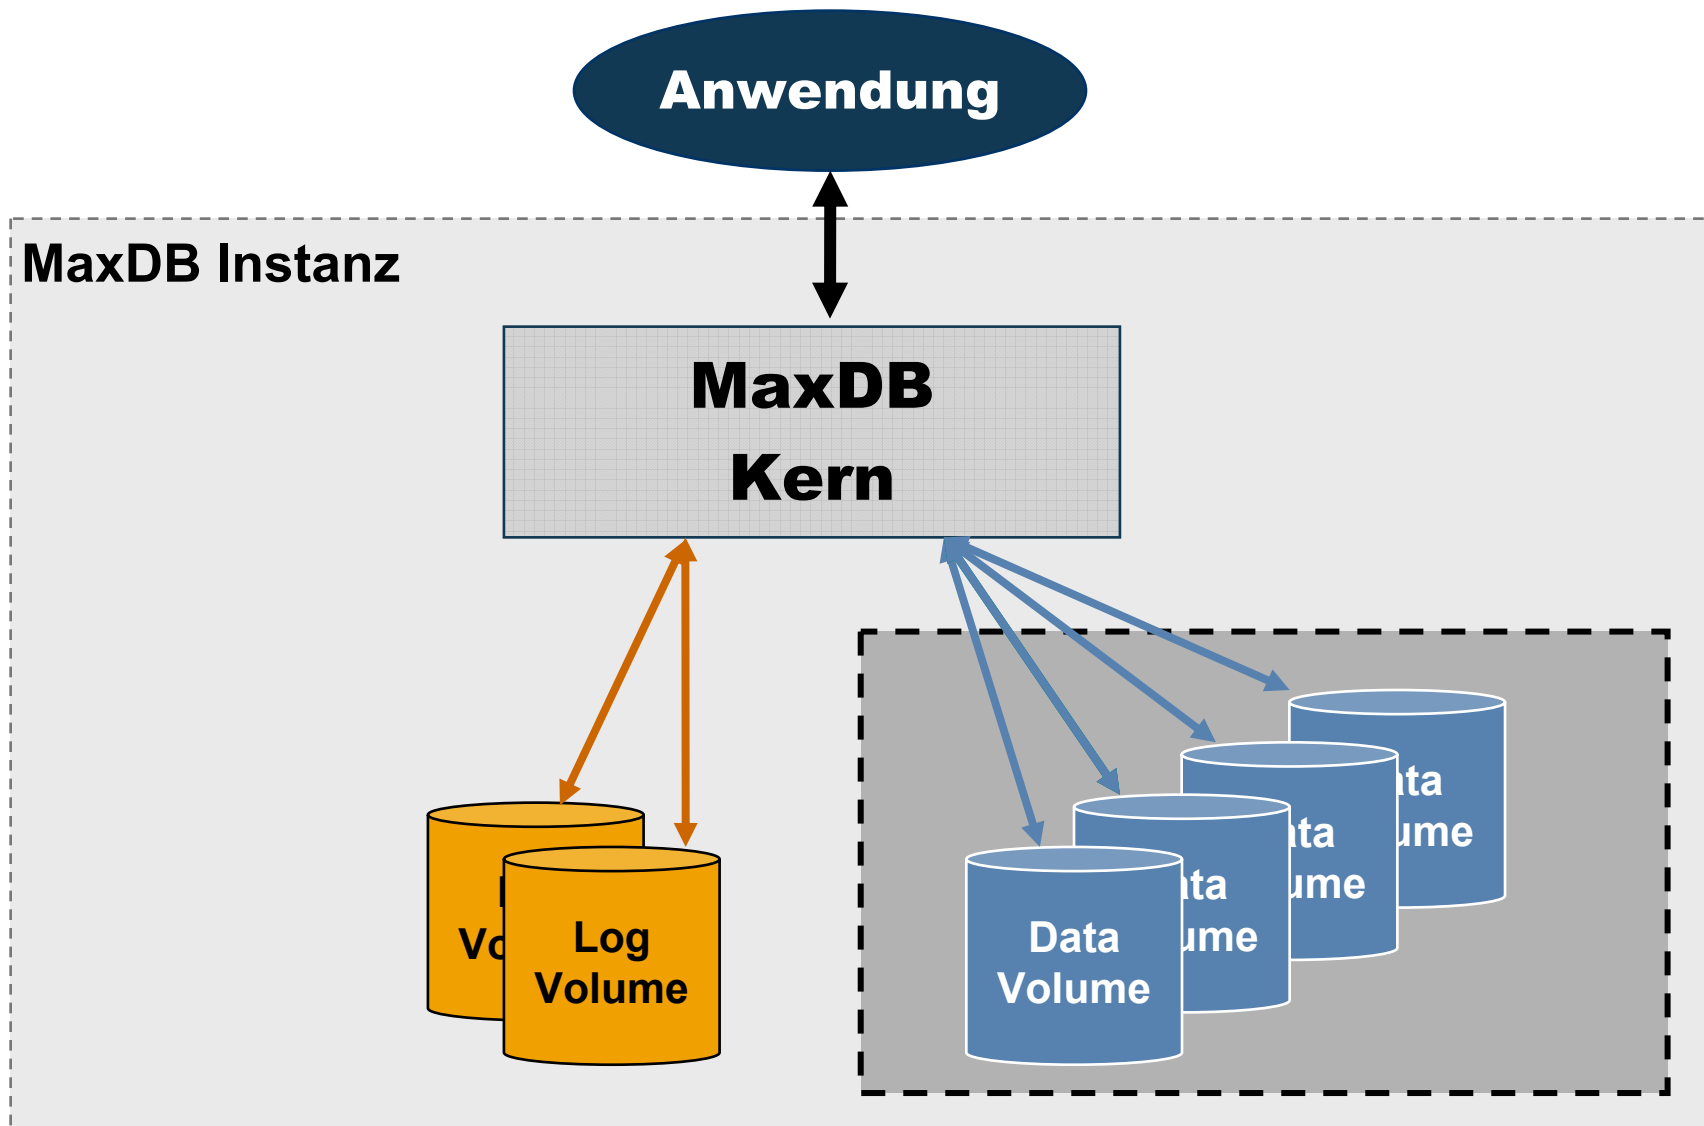 Anwendung
MaxDB Instanz
MaxDB
Kern
Log
Volume
Data
Volume